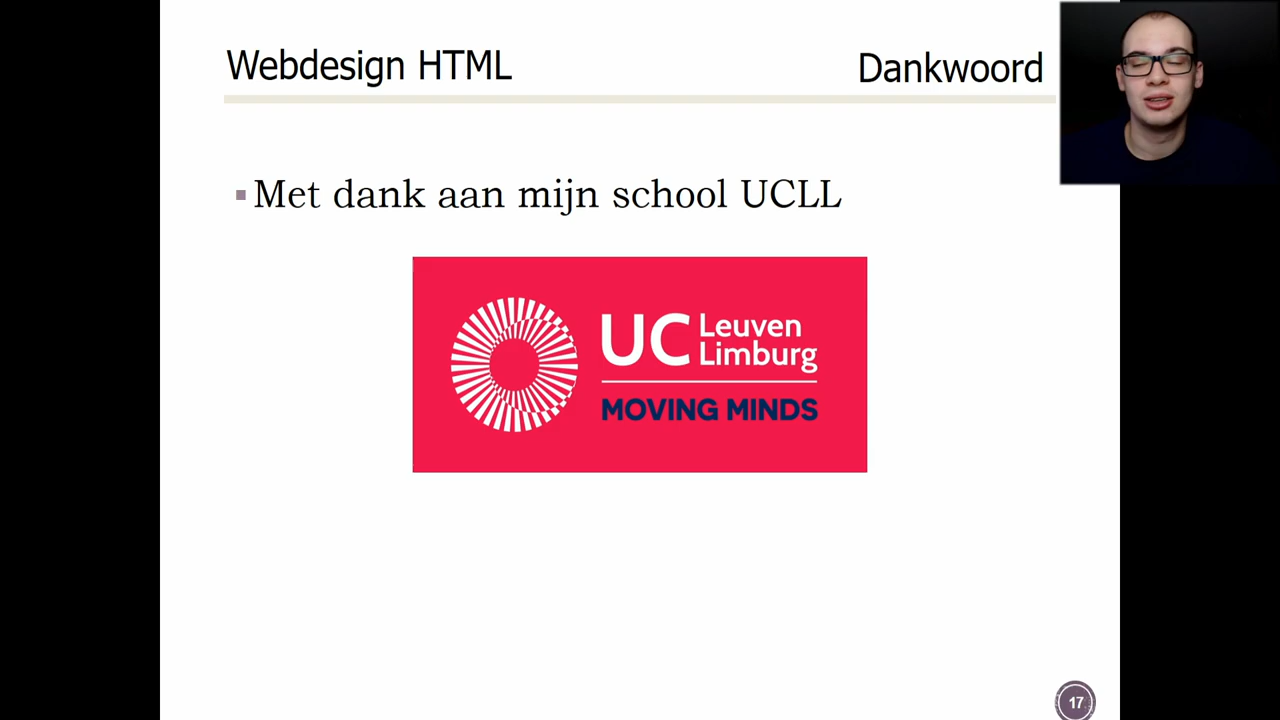 Webdesign HTML
Dankwoord
Met dank aan mijn school UCLL
UC Leuven
Limburg
MOVING MINDS
17